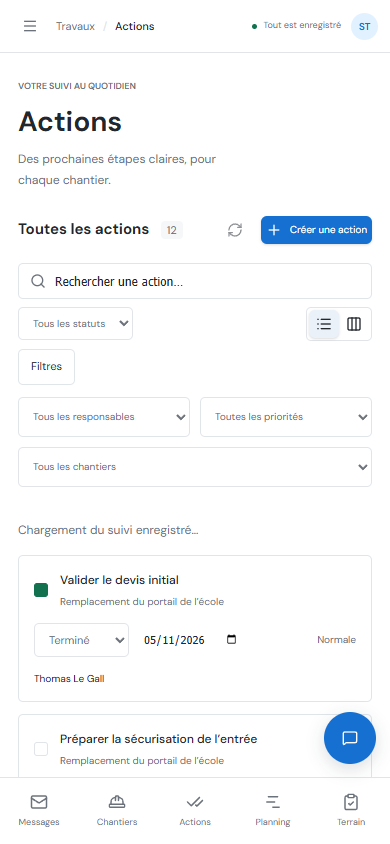 Travaux / Actions
Tout est enregistré
ST
VOTRE SUIVI AU QUOTIDIEN
Actions
Des prochaines étapes claires, pour
chaque chantier.
Toutes les actions 12
Créer une action
Rechercher une action...
Tous les statuts
Filtres
Tous les responsables
Toutes les priorités
Tous les chantiers
Chargement du suivi enregistré...
Valider le devis initial
Remplacement du portail de l'école
Terminé
05/11/2026
Normale
Thomas Le Gall
Préparer la sécurisation de l'entrée
Remplacement du portail de l'école
Messages
Chantiers
Actions
Planning
Terrain